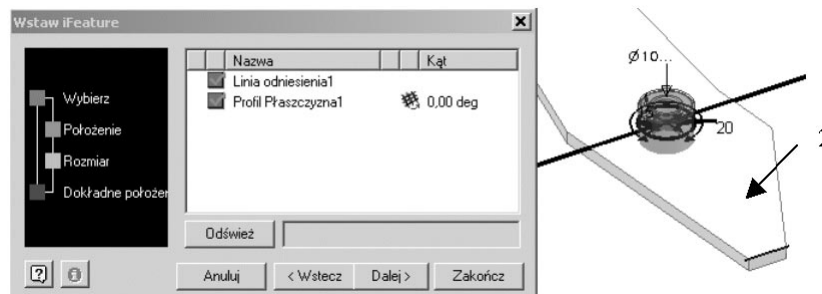 Wstaw iFeature
Nazwa Kąt
Linia odniesienia1
Profil Płaszczyzna1 0,00 deg
Wybierz
Położenie
Rozmiar
Dokładne położen
Odśwież
Anuluj < Wstecz Dalej > Zakończ
Ø10...
20